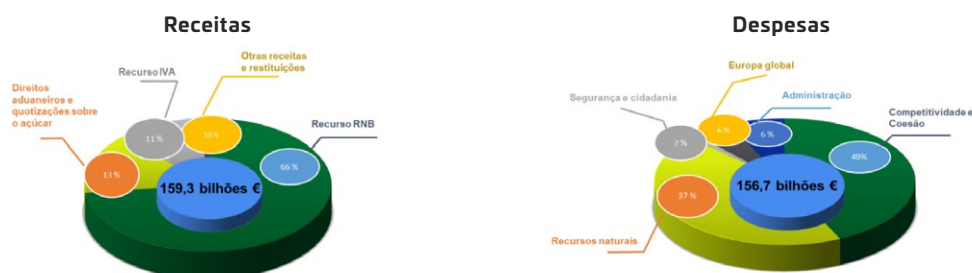 Receitas
Otras receitas
e restituições
Recurso IVA
Direitos
aduaneiros e
quotizações sobre
o açúcar
Recurso RNB
11 %
10 %
13 %
66 %
159,3 bilhões €
Despesas
Europa global
Segurança e cidadania
Administração
Competitividade e
Coesão
2 %
6 %
6 %
49%
37 %
156,7 bilhões €
Recursos naturais